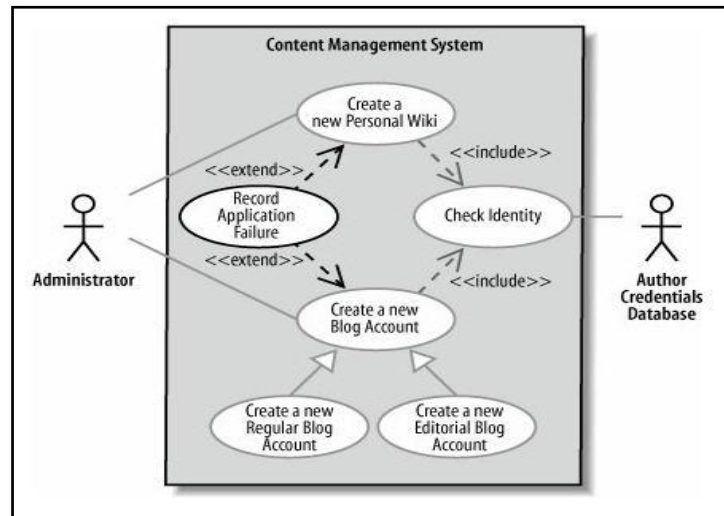 Content Management System
Create a
new Personal Wiki
<<extend>>
<<include>>
Record
Application
Failure
Check Identity
<<extend>>
<<include>>
Administrator
Author
Credentials
Database
Create a new
Blog Account
Create a new
Regular Blog
Account
Create a new
Editorial Blog
Account